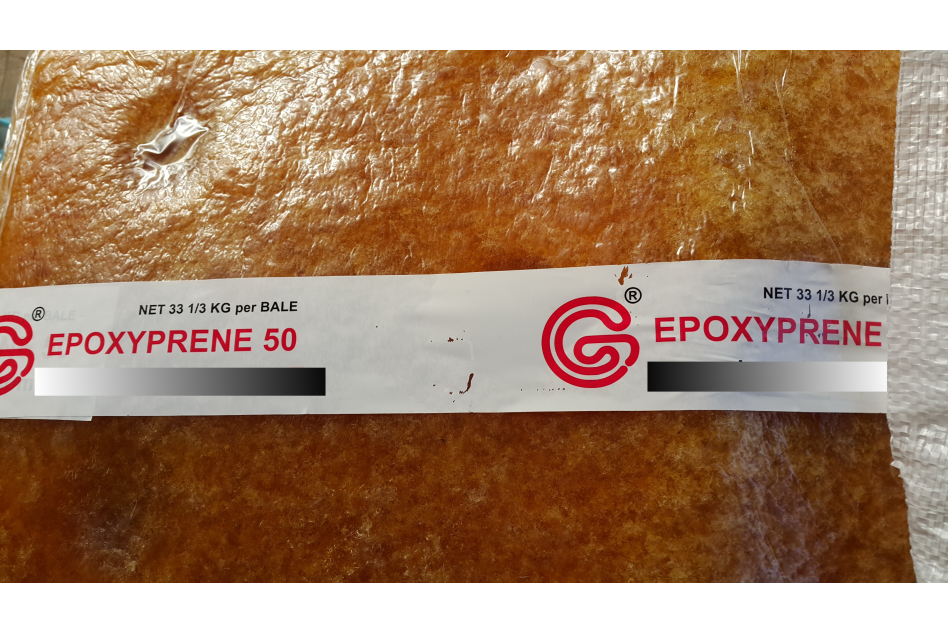 NET 33 1/3 KG per BALE
® EPOXYPRENE 50
NET 33 1/3 KG per
® EPOXYPRENE